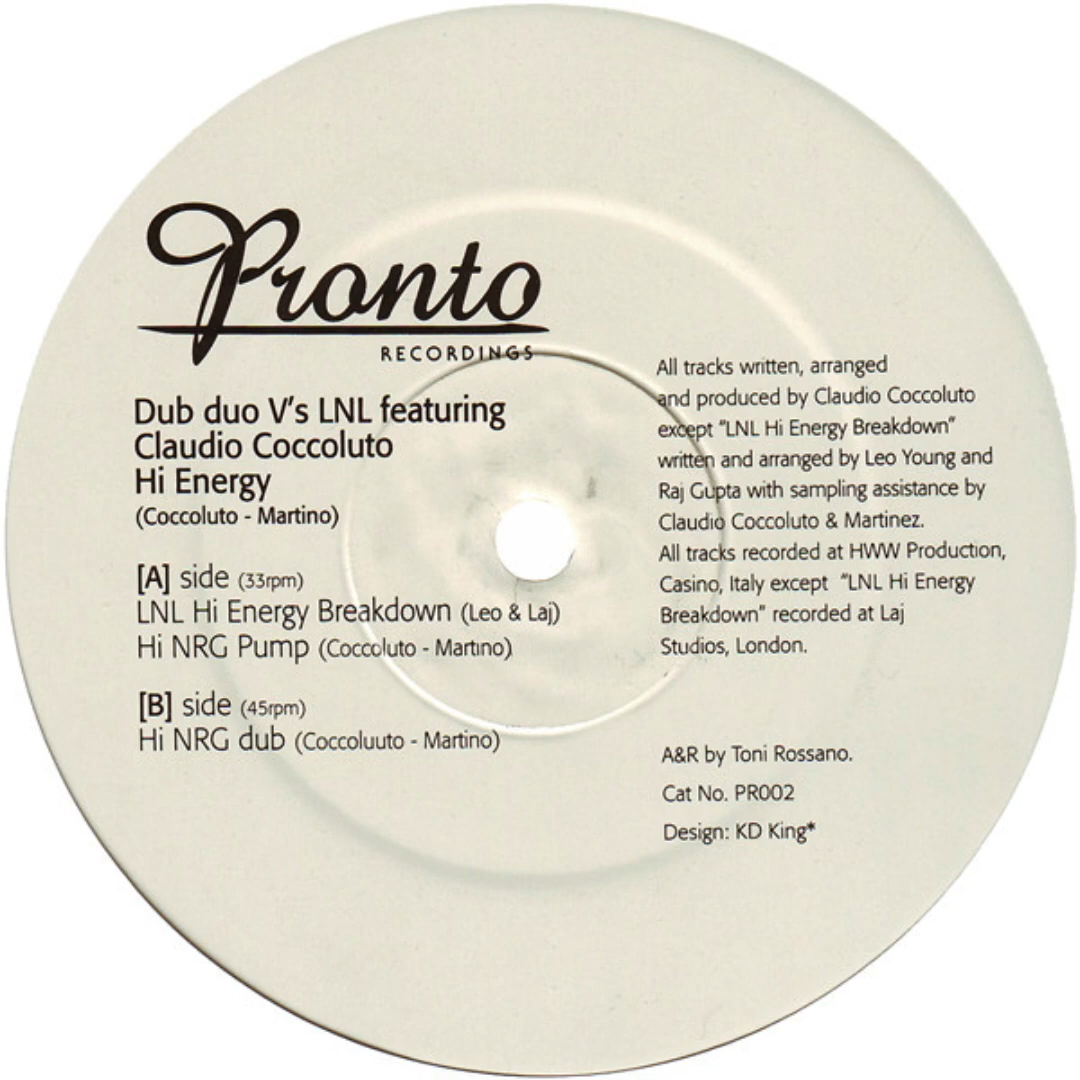 Pronto
RECORDINGS
Dub duo V's LNL featuring
Claudio Coccoluto
Hi Energy
(Coccoluto - Martino)
[A] side (33rpm)
LNL Hi Energy Breakdown (Leo & Laj)
Hi NRG Pump (Coccoluto - Martino)
[B] side (45rpm)
Hi NRG dub (Coccoluuto - Martino)
All tracks written, arranged
and produced by Claudio Coccoluto
except "LNL Hi Energy Breakdown"
written and arranged by Leo Young and
Raj Gupta with sampling assistance by
Claudio Coccoluto & Martinez.
All tracks recorded at HWW Production,
Casino, Italy except "LNL Hi Energy
Breakdown" recorded at Laj
Studios, London.
A&R by Toni Rossano.
Cat No. PR002
Design: KD King*